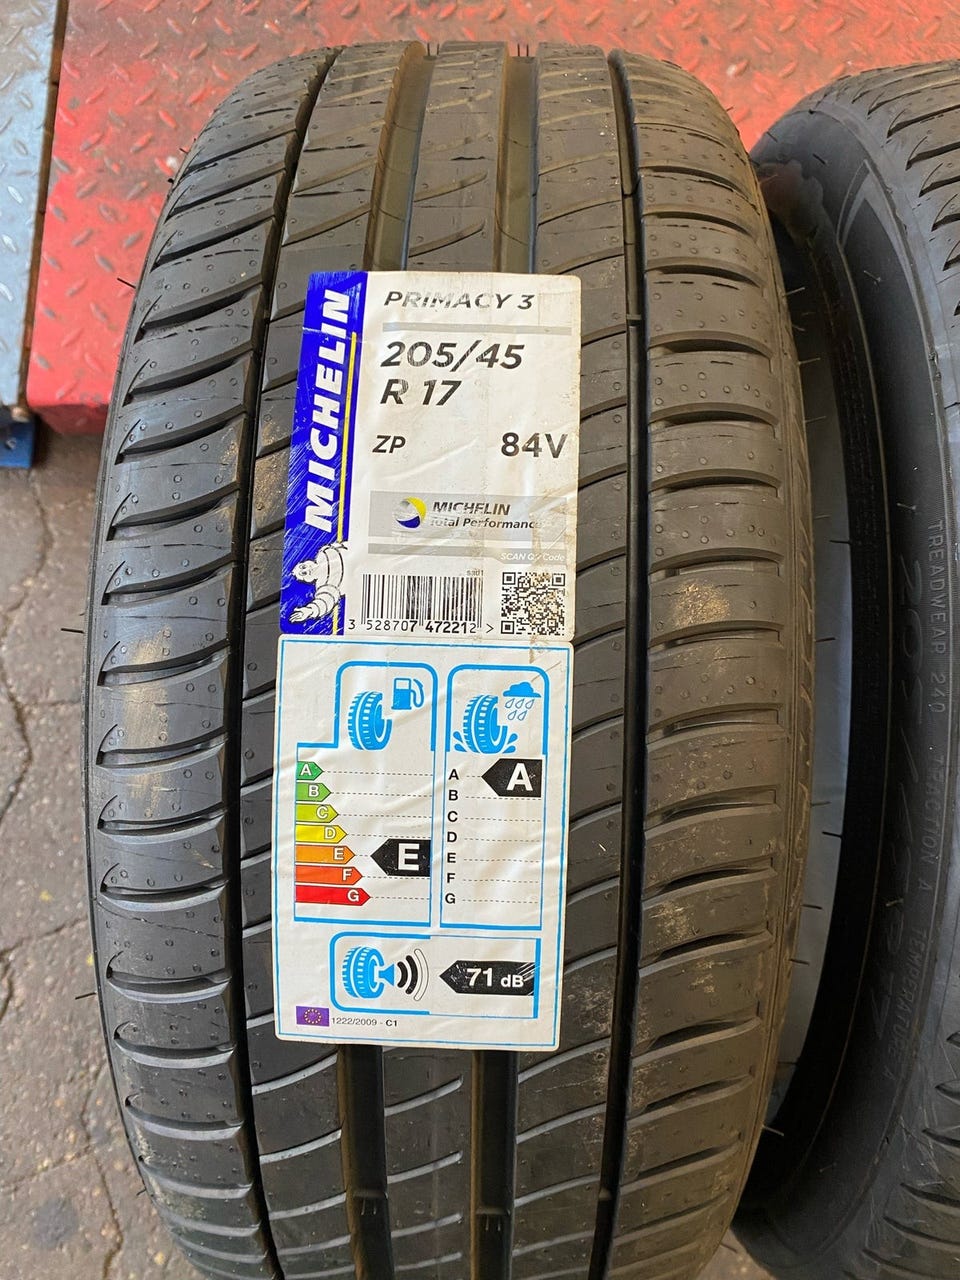 MICHELIN
PRIMACY 3
205/45
R 17
ZP 84V
MICHELIN
Total Performance
SCAN QR Code
3 528707 472212 >
A
B
C
D
E
F
G
E
A
B
C
D
E
F
G
A
71 dB
1222/2009 - C1
TREADWEAR 240 TRACTION A TEMPERATURE A